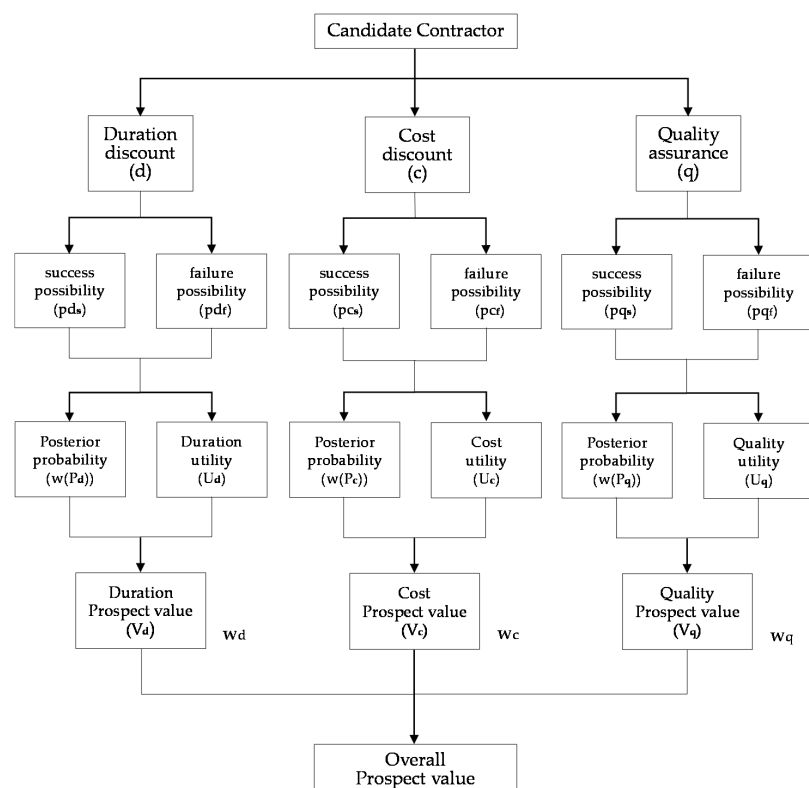 Candidate Contractor
Duration
discount
(d)
Cost
discount
(c)
Quality
assurance
(q)
success
possibility
(pds)
failure
possibility
(pdf)
success
possibility
(pcs)
failure
possibility
(pcf)
success
possibility
(pqs)
failure
possibility
(pqf)
Posterior
probability
(w(Pd))
Duration
utility
(Ud)
Posterior
probability
(w(Pc))
Cost
utility
(Uc)
Posterior
probability
(w(Pq))
Quality
utility
(Uq)
Duration
Prospect value
(Vd)
wd
Cost
Prospect value
(Vc)
wc
Quality
Prospect value
(Vq)
wq
Overall
Prospect value